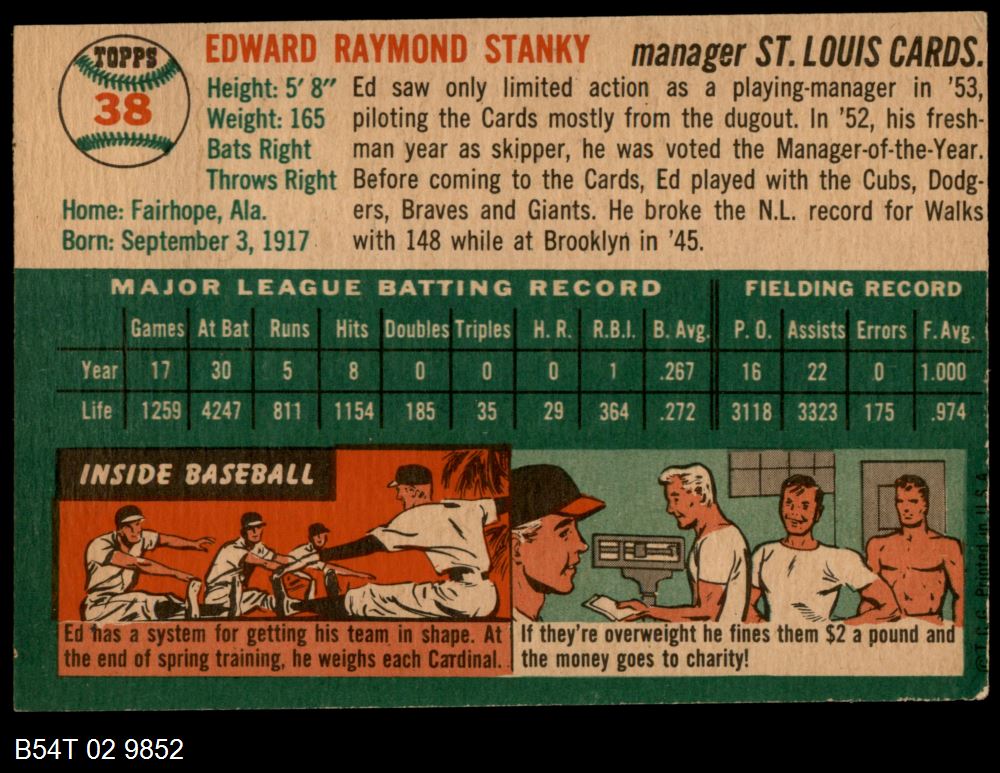 TOPPS
38
EDWARD RAYMOND STANKY manager ST. LOUIS CARDS.
Height: 5' 8"
Weight: 165
Bats Right
Throws Right
Home: Fairhope, Ala.
Born: September 3, 1917
Ed saw only limited action as a playing-manager in '53,
piloting the Cards mostly from the dugout. In '52, his fresh-
man year as skipper, he was voted the Manager-of-the-Year.
Before coming to the Cards, Ed played with the Cubs, Dodg-
ers, Braves and Giants. He broke the N.L. record for Walks
with 148 while at Brooklyn in '45.
MAJOR LEAGUE BATTING RECORD FIELDING RECORD
Games At Bat Runs Hits Doubles Triples H. R. R.B.I. B. Avg. P. O. Assists Errors F. Avg.
Year 17 30 5 8 0 0 0 1 .267 16 22 0 1.000
Life 1259 4247 811 1154 185 35 29 364 .272 3118 3323 175 .974
INSIDE BASEBALL
Ed has a system for getting his team in shape. At
the end of spring training, he weighs each Cardinal.
If they're overweight he fines them $2 a pound and
the money goes to charity!
© T. C. G. Printed in U.S.A.
B54T 02 9852